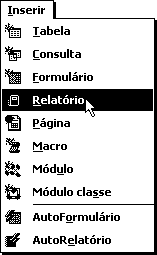 Inserir
Tabela
Consulta
Formulário
Relatório
Página
Macro
Módulo
Módulo classe
AutoFormulário
AutoRelatório